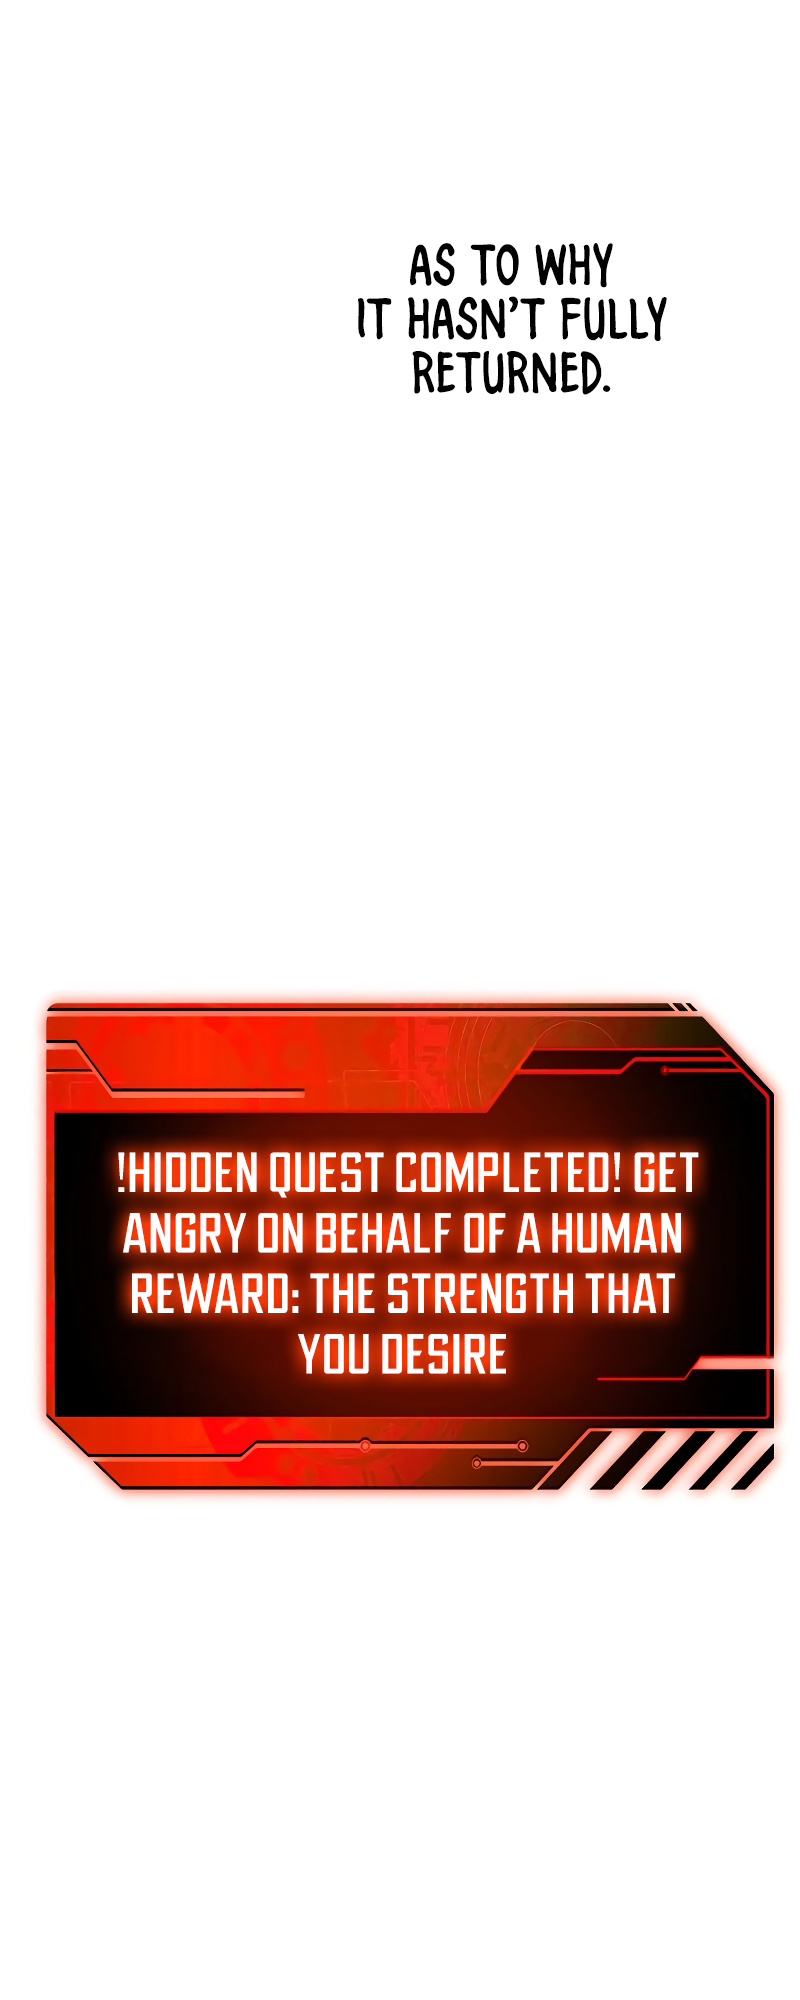 AS TO WHY
IT HASN'T FULLY
RETURNED.
!HIDDEN QUEST COMPLETED! GET
ANGRY ON BEHALF OF A HUMAN
REWARD: THE STRENGTH THAT
YOU DESIRE